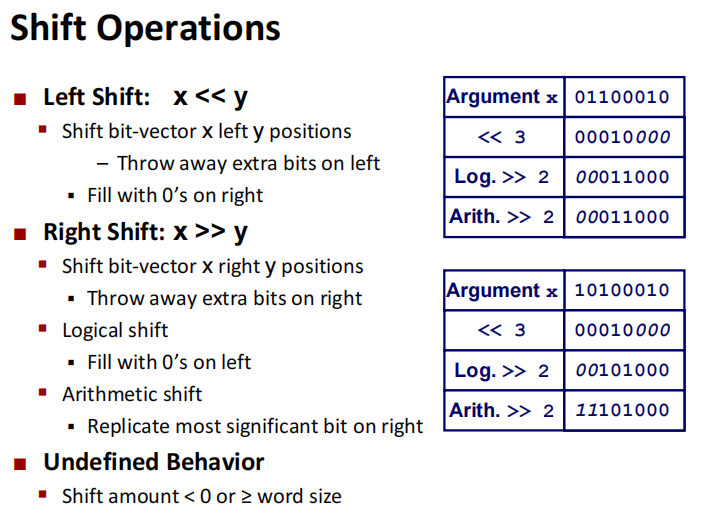 Shift Operations
Left Shift: x << y
Shift bit-vector x left y positions
– Throw away extra bits on left
Fill with 0's on right
Right Shift: x >> y
Shift bit-vector x right y positions
Throw away extra bits on right
Logical shift
Fill with 0's on left
Arithmetic shift
Replicate most significant bit on right
Undefined Behavior
Shift amount < 0 or ≥ word size
Argument x 01100010
<< 3 00010000
Log. >> 2 00011000
Arith. >> 2 00011000
Argument x 10100010
<< 3 00010000
Log. >> 2 00101000
Arith. >> 2 11101000